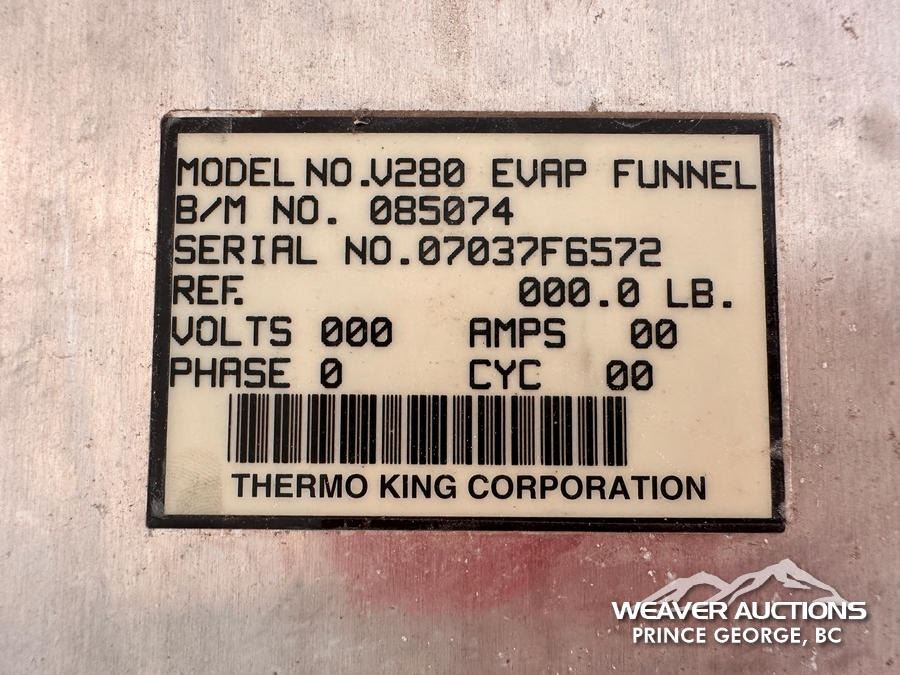 MODEL NO.V280 EVAP FUNNEL
B/M NO. 085074
SERIAL NO.07037F6572
REF. 000.0 LB.
VOLTS 000 AMPS 00
PHASE 0 CYC 00
THERMO KING CORPORATION
WEAVER AUCTIONS
PRINCE GEORGE, BC